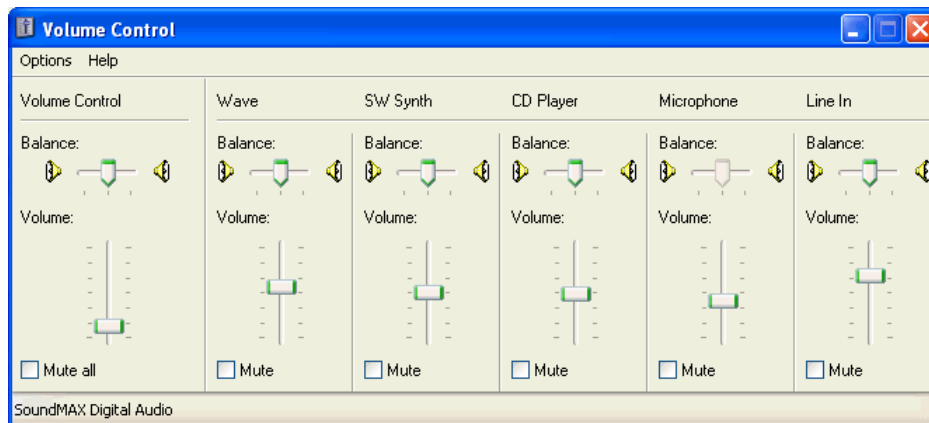 Volume Control
Options Help
Volume Control Wave SW Synth CD Player Microphone Line In
Balance: Balance: Balance: Balance: Balance: Balance:
Volume: Volume: Volume: Volume: Volume: Volume:
Mute all Mute Mute Mute Mute Mute
SoundMAX Digital Audio